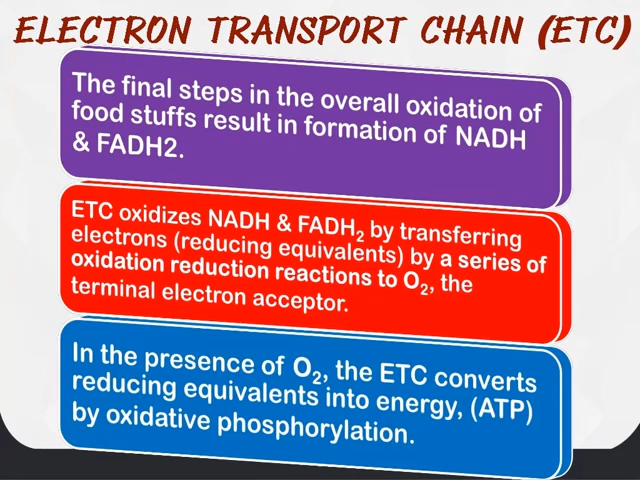 ELECTRON TRANSPORT CHAIN (ETC)
The final steps in the overall oxidation of
food stuffs result in formation of NADH
& FADH2.
ETC oxidizes NADH & FADH₂ by transferring
electrons (reducing equivalents) by a series of
oxidation reduction reactions to O₂, the
terminal electron acceptor.
In the presence of O₂, the ETC converts
reducing equivalents into energy, (ATP)
by oxidative phosphorylation.